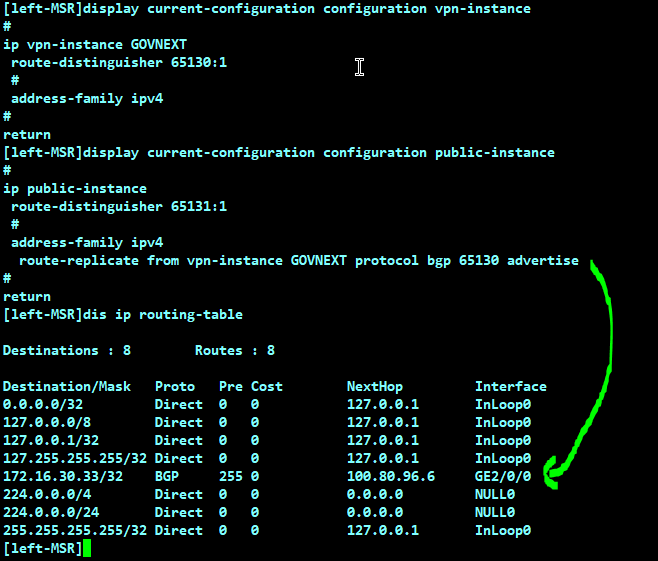 [left-MSR]display current-configuration configuration vpn-instance
#
ip vpn-instance GOVNEXT
 route-distinguisher 65130:1
 #
 address-family ipv4
#
return
[left-MSR]display current-configuration configuration public-instance
#
ip public-instance
 route-distinguisher 65131:1
 #
 address-family ipv4
  route-replicate from vpn-instance GOVNEXT protocol bgp 65130 advertise
#
return
[left-MSR]dis ip routing-table

Destinations : 8        Routes : 8

Destination/Mask   Proto   Pre Cost        NextHop         Interface
0.0.0.0/32         Direct  0   0           127.0.0.1       InLoop0
127.0.0.0/8        Direct  0   0           127.0.0.1       InLoop0
127.0.0.1/32       Direct  0   0           127.0.0.1       InLoop0
127.255.255.255/32 Direct  0   0           127.0.0.1       InLoop0
172.16.30.33/32    BGP     255 0           100.80.96.6     GE2/0/0
224.0.0.0/4        Direct  0   0           0.0.0.0         NULL0
224.0.0.0/24       Direct  0   0           0.0.0.0         NULL0
255.255.255.255/32 Direct  0   0           127.0.0.1       InLoop0
[left-MSR]